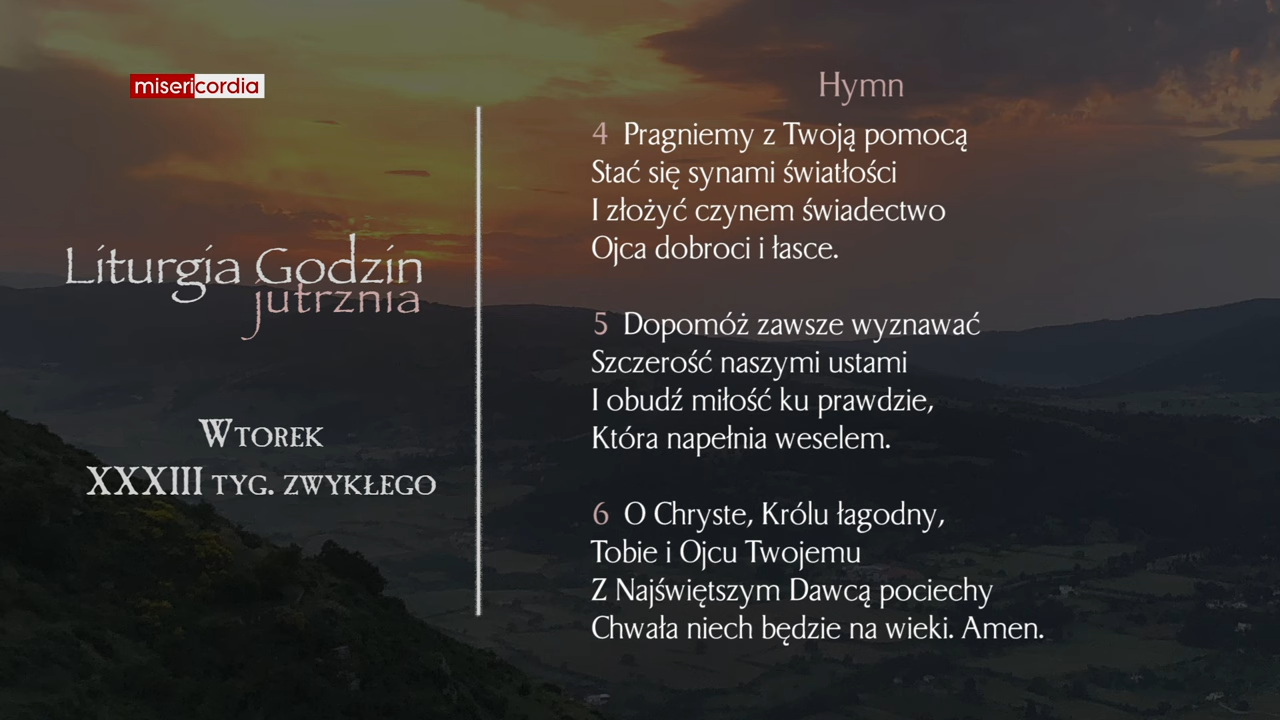 misericordia
Liturgia Godzin
jutrznia
Wtorek
XXXIII tyg. zwykłego
Hymn
4 Pragniemy z Twoją pomocą
Stać się synami światłości
I złożyć czynem świadectwo
Ojca dobroci i łasce.
5 Dopomóż zawsze wyznawać
Szczerość naszymi ustami
I obudź miłość ku prawdzie,
Która napełnia weselem.
6 O Chryste, Królu łagodny,
Tobie i Ojcu Twojemu
Z Najświętszym Dawcą pociechy
Chwała niech będzie na wieki. Amen.